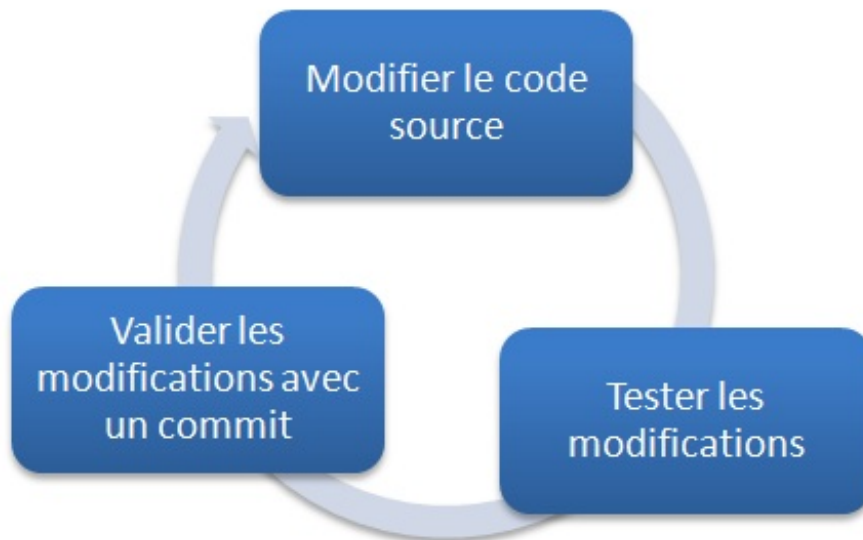 Modifier le code
source
Tester les
modifications
Valider les
modifications avec
un commit